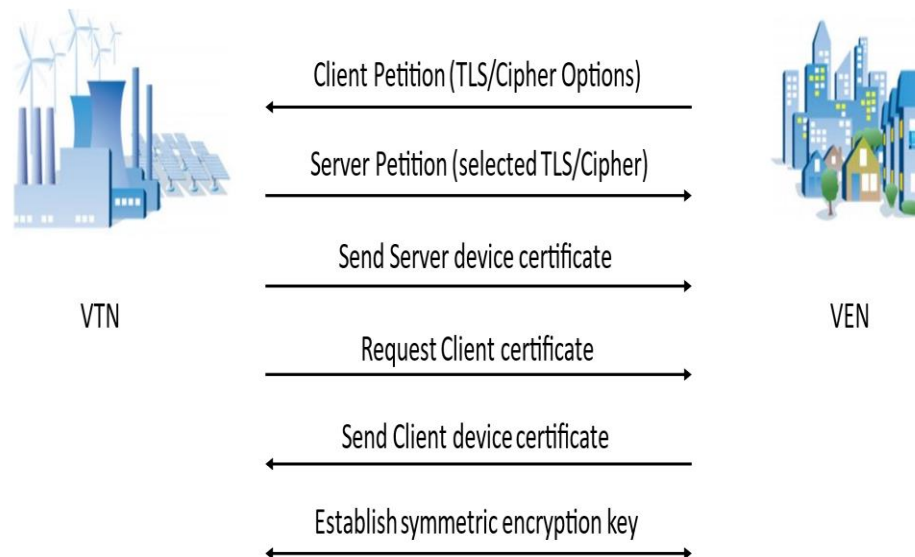 Client Petition (TLS/Cipher Options)
Server Petition (selected TLS/Cipher)
Send Server device certificate
VTN
VEN
Request Client certificate
Send Client device certificate
Establish symmetric encryption key